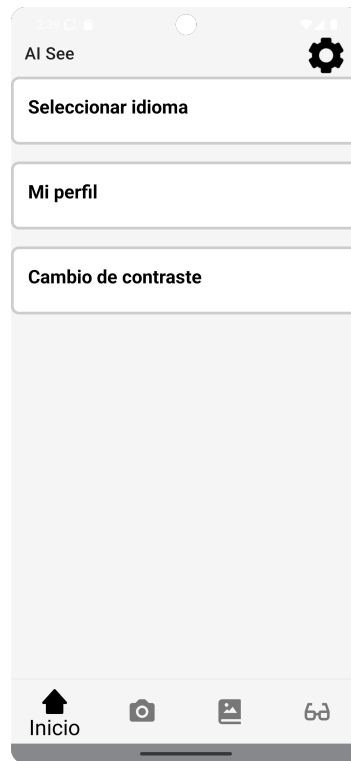 AI See
Seleccionar idioma
Mi perfil
Cambio de contraste
Inicio